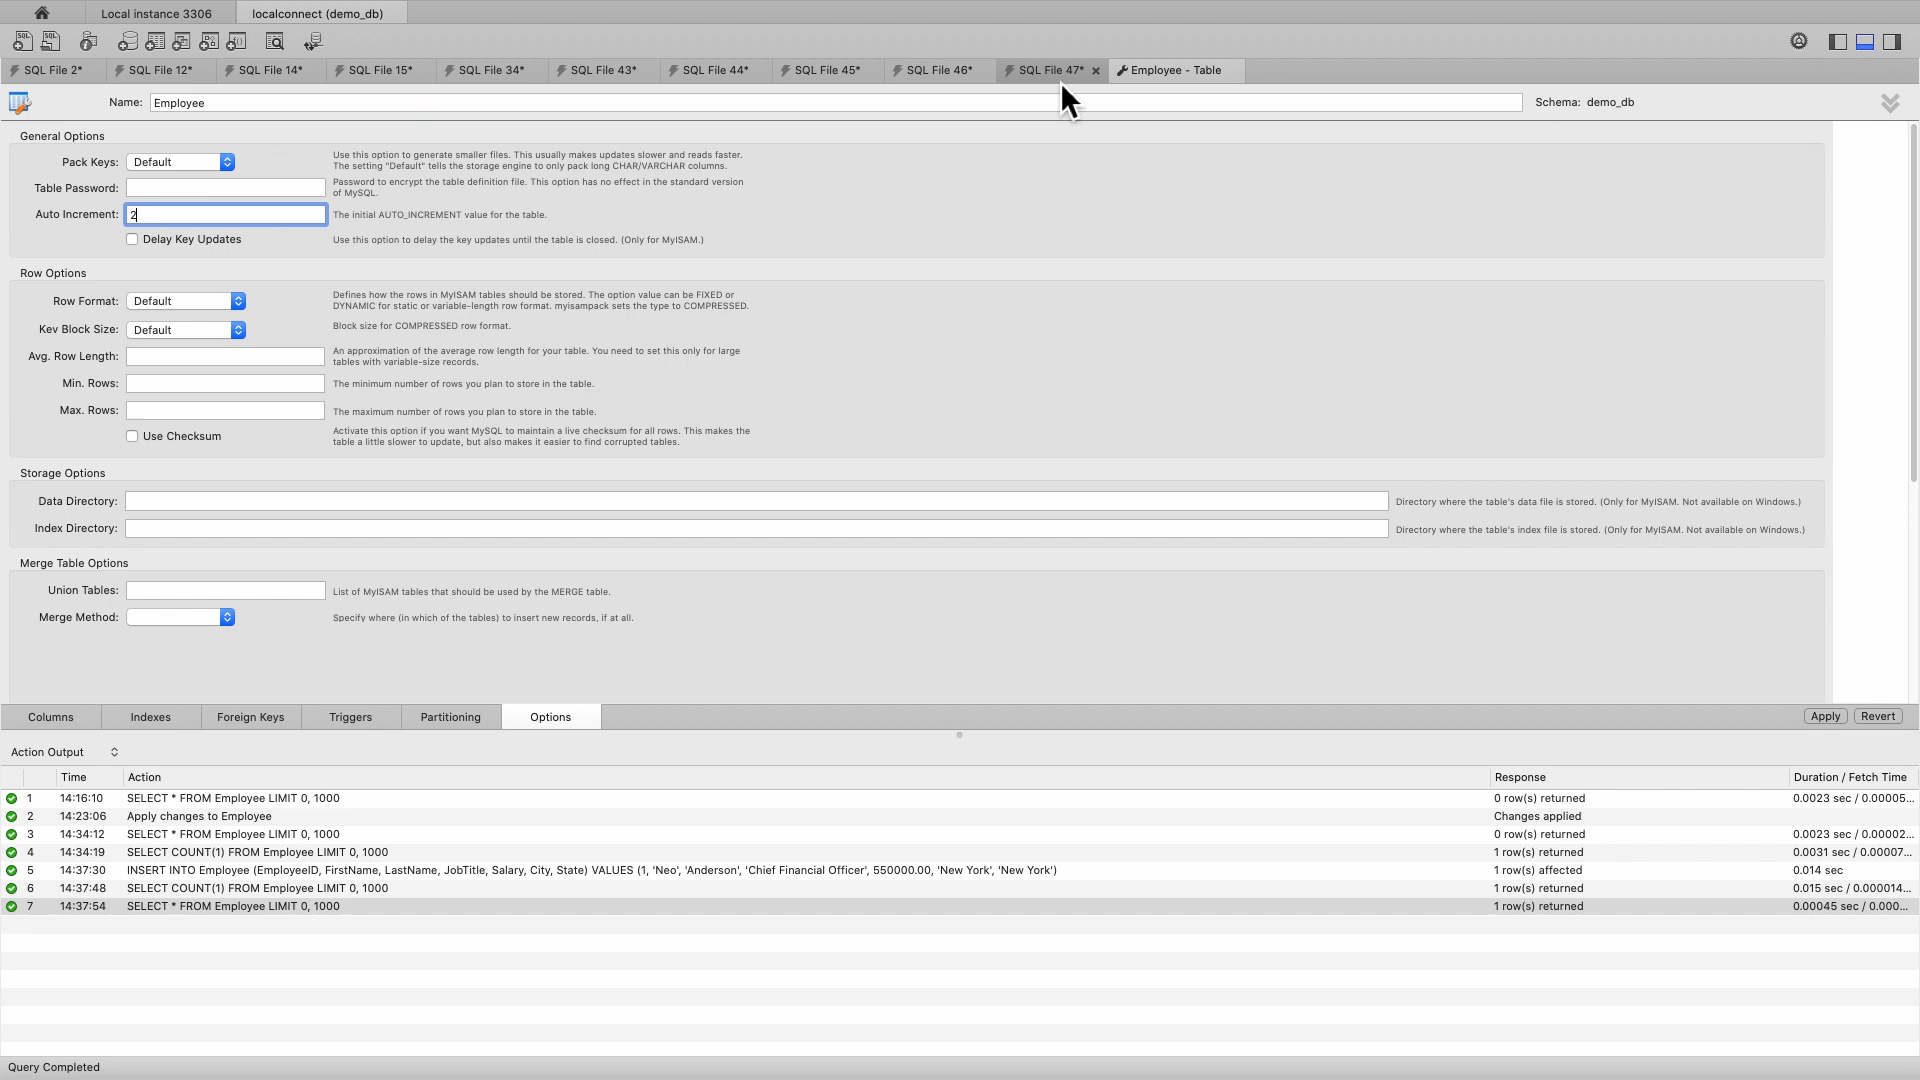 Local instance 3306
localconnect (demo_db)
SQL File 2*
SQL File 12*
SQL File 14*
SQL File 15*
SQL File 34*
SQL File 43*
SQL File 44*
SQL File 45*
SQL File 46*
SQL File 47*
Employee - Table
Name: Employee
Schema: demo_db
General Options
Pack Keys: Default
Use this option to generate smaller files. This usually makes updates slower and reads faster.
The setting "Default" tells the storage engine to only pack long CHAR/VARCHAR columns.
Table Password:
Password to encrypt the table definition file. This option has no effect in the standard version
of MySQL.
Auto Increment: 2
The initial AUTO_INCREMENT value for the table.
Delay Key Updates
Use this option to delay the key updates until the table is closed. (Only for MyISAM.)
Row Options
Row Format: Default
Defines how the rows in MyISAM tables should be stored. The option value can be FIXED or
DYNAMIC for static or variable-length row format. myisampack sets the type to COMPRESSED.
Kev Block Size: Default
Block size for COMPRESSED row format.
Avg. Row Length:
An approximation of the average row length for your table. You need to set this only for large
tables with variable-size records.
Min. Rows:
The minimum number of rows you plan to store in the table.
Max. Rows:
The maximum number of rows you plan to store in the table.
Use Checksum
Activate this option if you want MySQL to maintain a live checksum for all rows. This makes the
table a little slower to update, but also makes it easier to find corrupted tables.
Storage Options
Data Directory:
Directory where the table's data file is stored. (Only for MyISAM. Not available on Windows.)
Index Directory:
Directory where the table's index file is stored. (Only for MyISAM. Not available on Windows.)
Merge Table Options
Union Tables:
List of MyISAM tables that should be used by the MERGE table.
Merge Method:
Specify where (in which of the tables) to insert new records, if at all.
Columns
Indexes
Foreign Keys
Triggers
Partitioning
Options
Apply
Revert
Action Output
Time Action Response Duration / Fetch Time
1 14:16:10 SELECT * FROM Employee LIMIT 0, 1000 0 row(s) returned 0.0023 sec / 0.00005...
2 14:23:06 Apply changes to Employee Changes applied
3 14:34:12 SELECT * FROM Employee LIMIT 0, 1000 0 row(s) returned 0.0023 sec / 0.00002...
4 14:34:19 SELECT COUNT(1) FROM Employee LIMIT 0, 1000 1 row(s) returned 0.0031 sec / 0.00007...
5 14:37:30 INSERT INTO Employee (EmployeeID, FirstName, LastName, JobTitle, Salary, City, State) VALUES (1, 'Neo', 'Anderson', 'Chief Financial Officer', 550000.00, 'New York', 'New York') 1 row(s) affected 0.014 sec
6 14:37:48 SELECT COUNT(1) FROM Employee LIMIT 0, 1000 1 row(s) returned 0.015 sec / 0.000014...
7 14:37:54 SELECT * FROM Employee LIMIT 0, 1000 1 row(s) returned 0.00045 sec / 0.000...
Query Completed